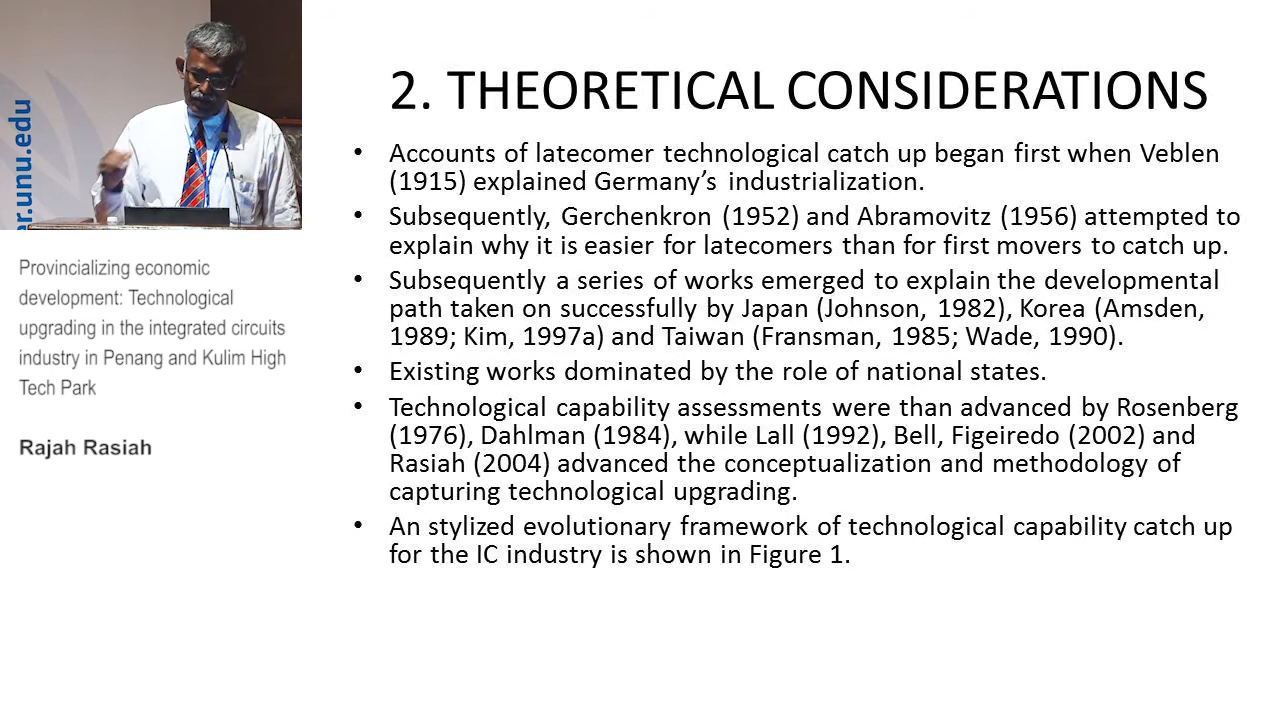 er.unu.edu
Provincializing economic
development: Technological
upgrading in the integrated circuits
industry in Penang and Kulim High
Tech Park
Rajah Rasiah
2. THEORETICAL CONSIDERATIONS
• Accounts of latecomer technological catch up began first when Veblen
(1915) explained Germany’s industrialization.
• Subsequently, Gerchenkron (1952) and Abramovitz (1956) attempted to
explain why it is easier for latecomers than for first movers to catch up.
• Subsequently a series of works emerged to explain the developmental
path taken on successfully by Japan (Johnson, 1982), Korea (Amsden,
1989; Kim, 1997a) and Taiwan (Fransman, 1985; Wade, 1990).
• Existing works dominated by the role of national states.
• Technological capability assessments were than advanced by Rosenberg
(1976), Dahlman (1984), while Lall (1992), Bell, Figeiredo (2002) and
Rasiah (2004) advanced the conceptualization and methodology of
capturing technological upgrading.
• An stylized evolutionary framework of technological capability catch up
for the IC industry is shown in Figure 1.